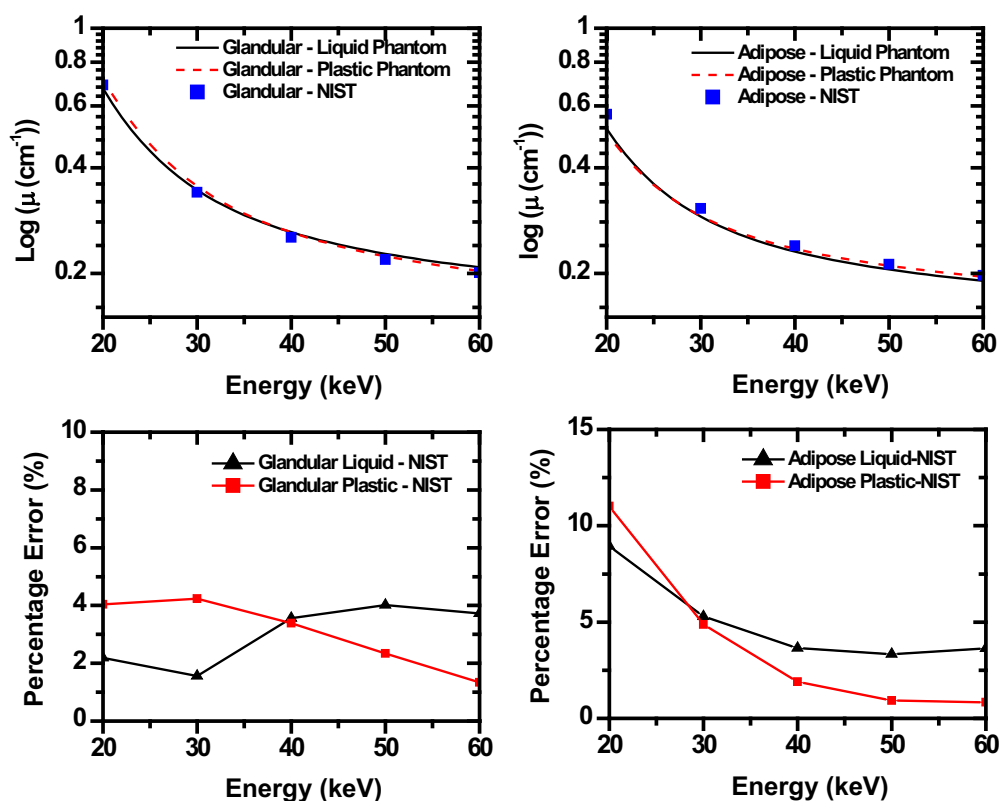 1
0.8
0.6
0.4
0.2
Log (μ (cm⁻¹))
Glandular - Liquid Phantom
Glandular - Plastic Phantom
Glandular - NIST
20 30 40 50 60
Energy (keV)
1
0.8
0.6
0.4
0.2
log (μ (cm⁻¹))
Adipose - Liquid Phantom
Adipose - Plastic Phantom
Adipose - NIST
20 30 40 50 60
Energy (keV)
10
8
6
4
2
0
Percentage Error (%)
Glandular Liquid - NIST
Glandular Plastic - NIST
20 30 40 50 60
Energy (keV)
15
10
5
0
Percentage Error (%)
Adipose Liquid-NIST
Adipose Plastic-NIST
20 30 40 50 60
Energy (keV)